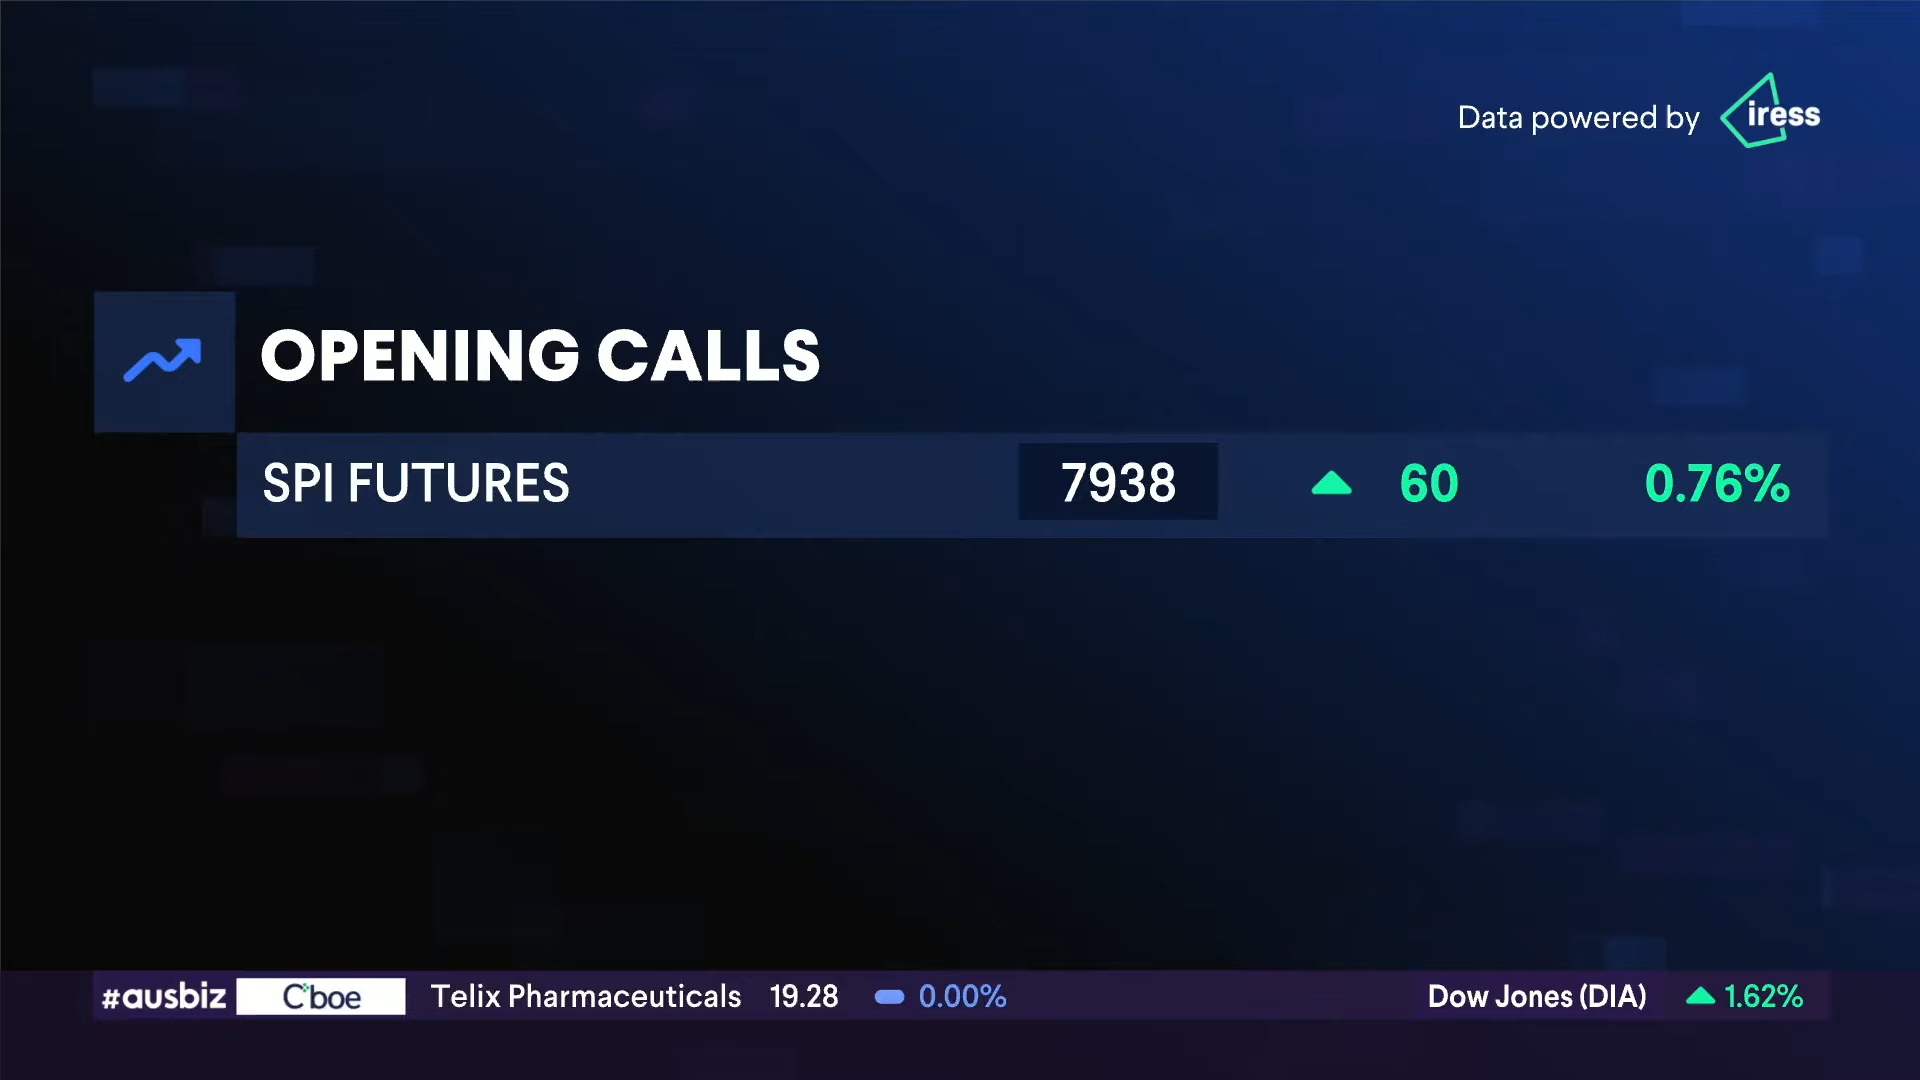 Data powered by iress
OPENING CALLS
SPI FUTURES 7938 60 0.76%
#ausbiz Cboe Telix Pharmaceuticals 19.28 0.00% Dow Jones (DIA) 1.62%